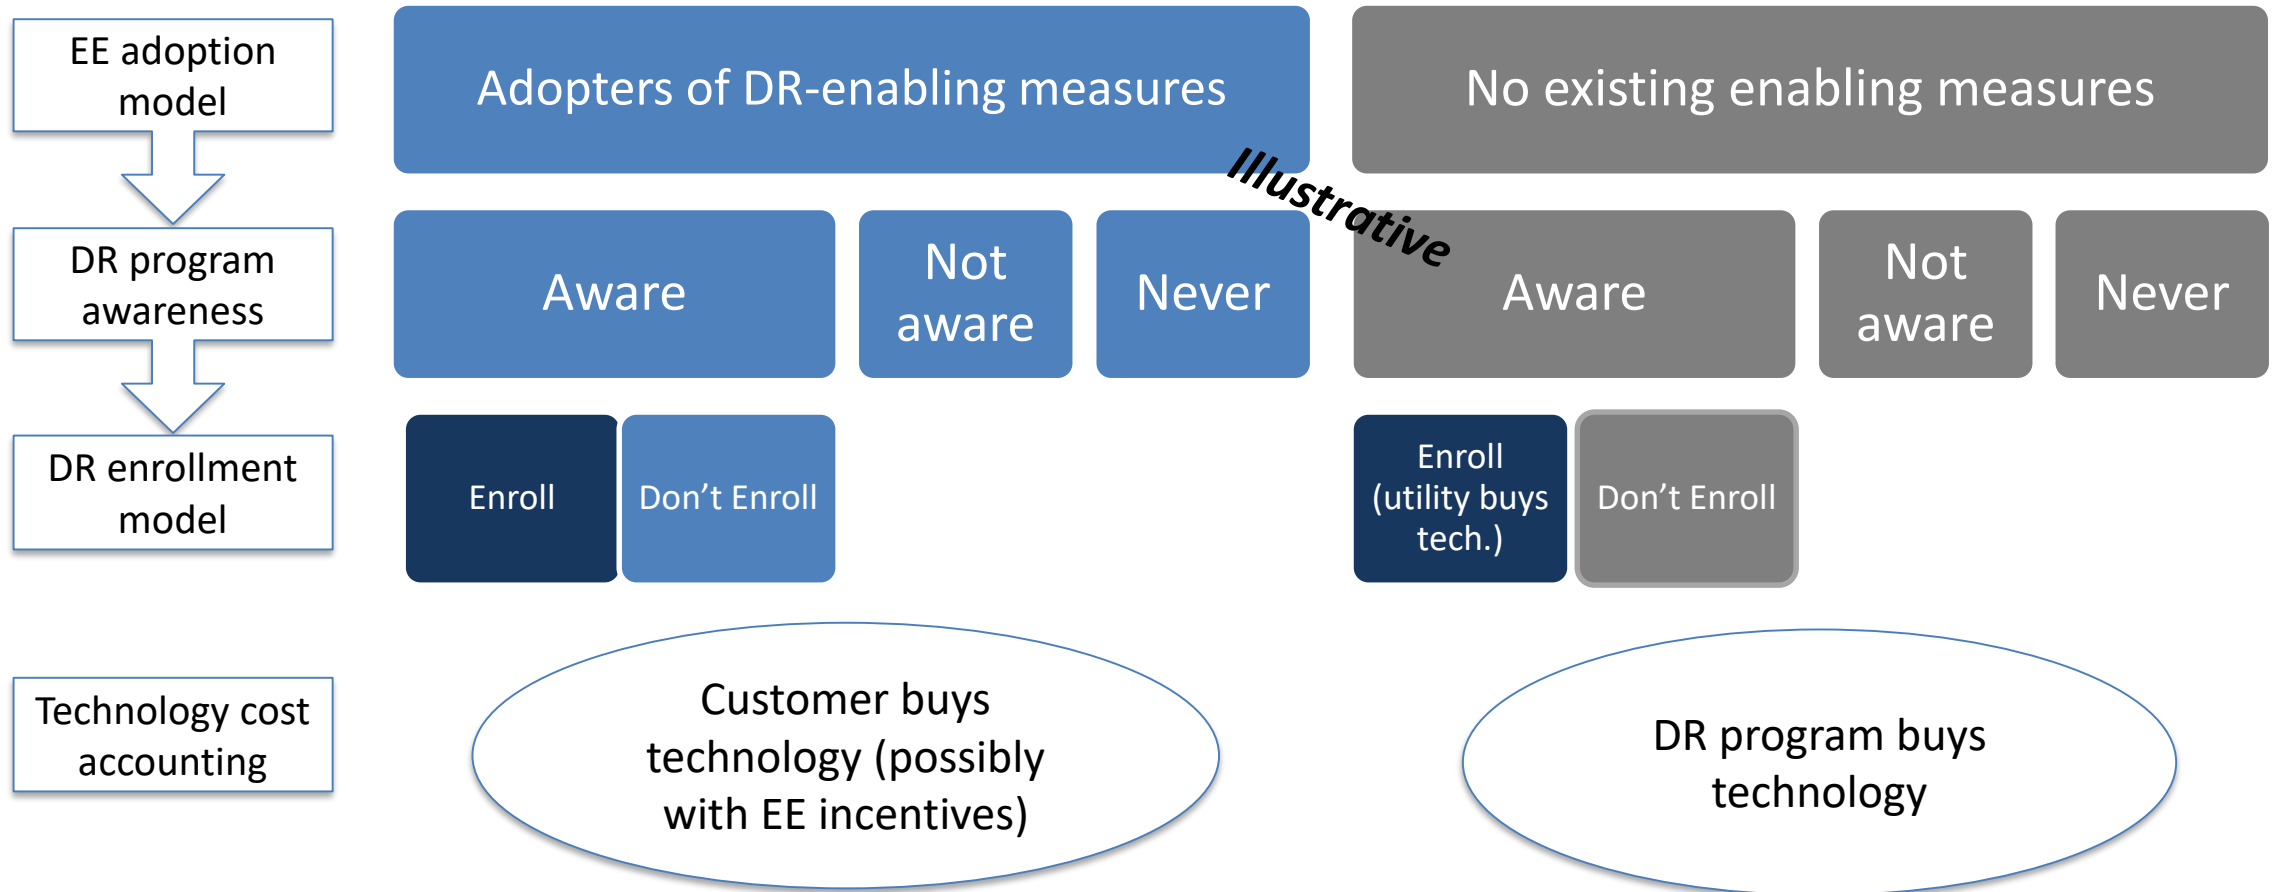 EE adoption
model
Adopters of DR-enabling measures
No existing enabling measures
Illustrative
DR program
awareness
Aware
Not
aware
Never
Aware
Not
aware
Never
DR enrollment
model
Enroll
Don’t Enroll
Enroll
(utility buys
tech.)
Don’t Enroll
Technology cost
accounting
Customer buys
technology (possibly
with EE incentives)
DR program buys
technology